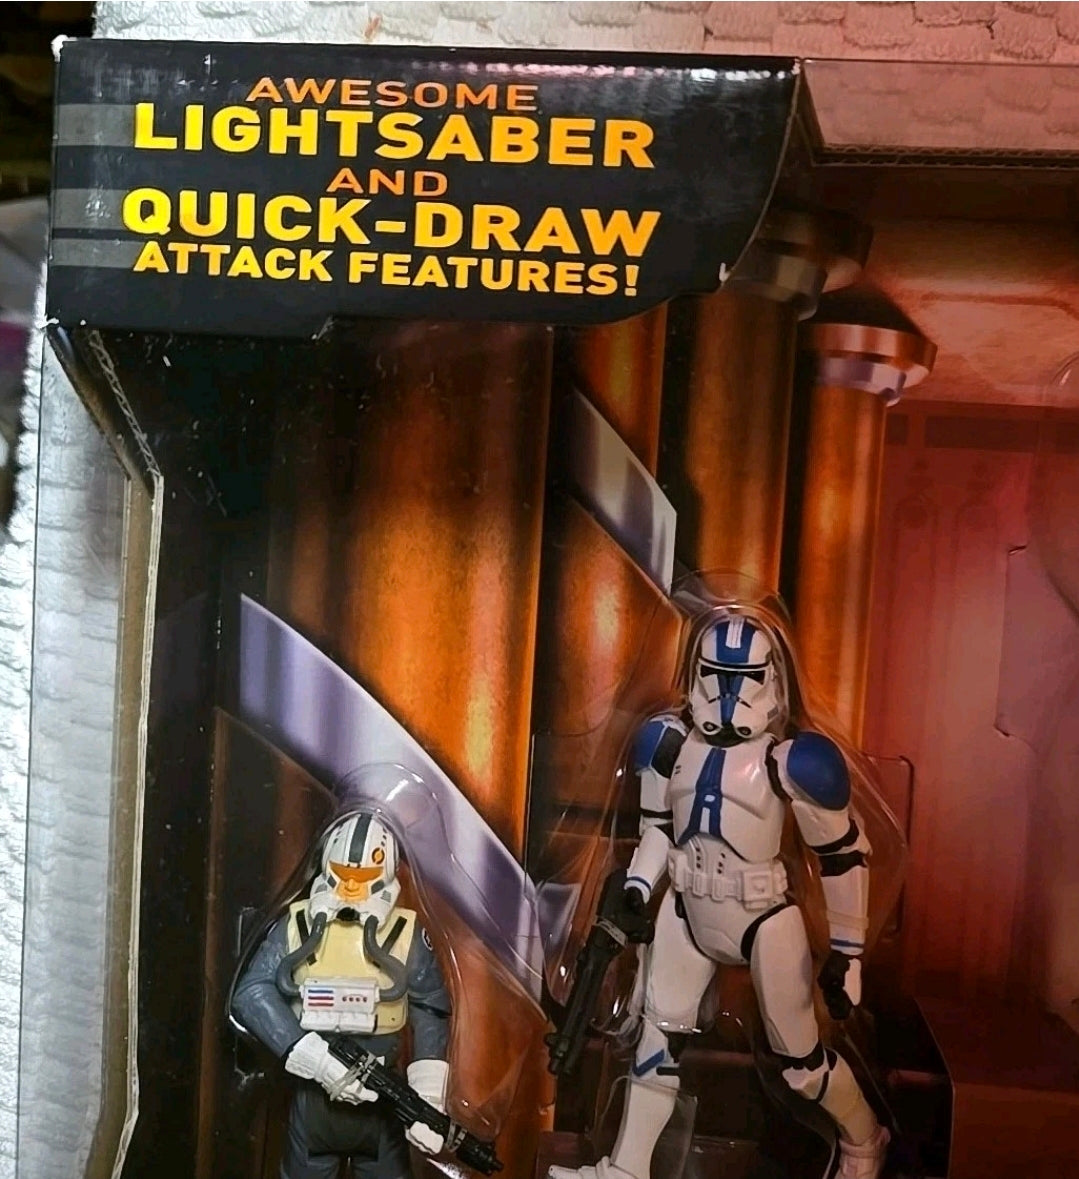 AWESOME
LIGHTSABER
AND
QUICK-DRAW
ATTACK FEATURES!